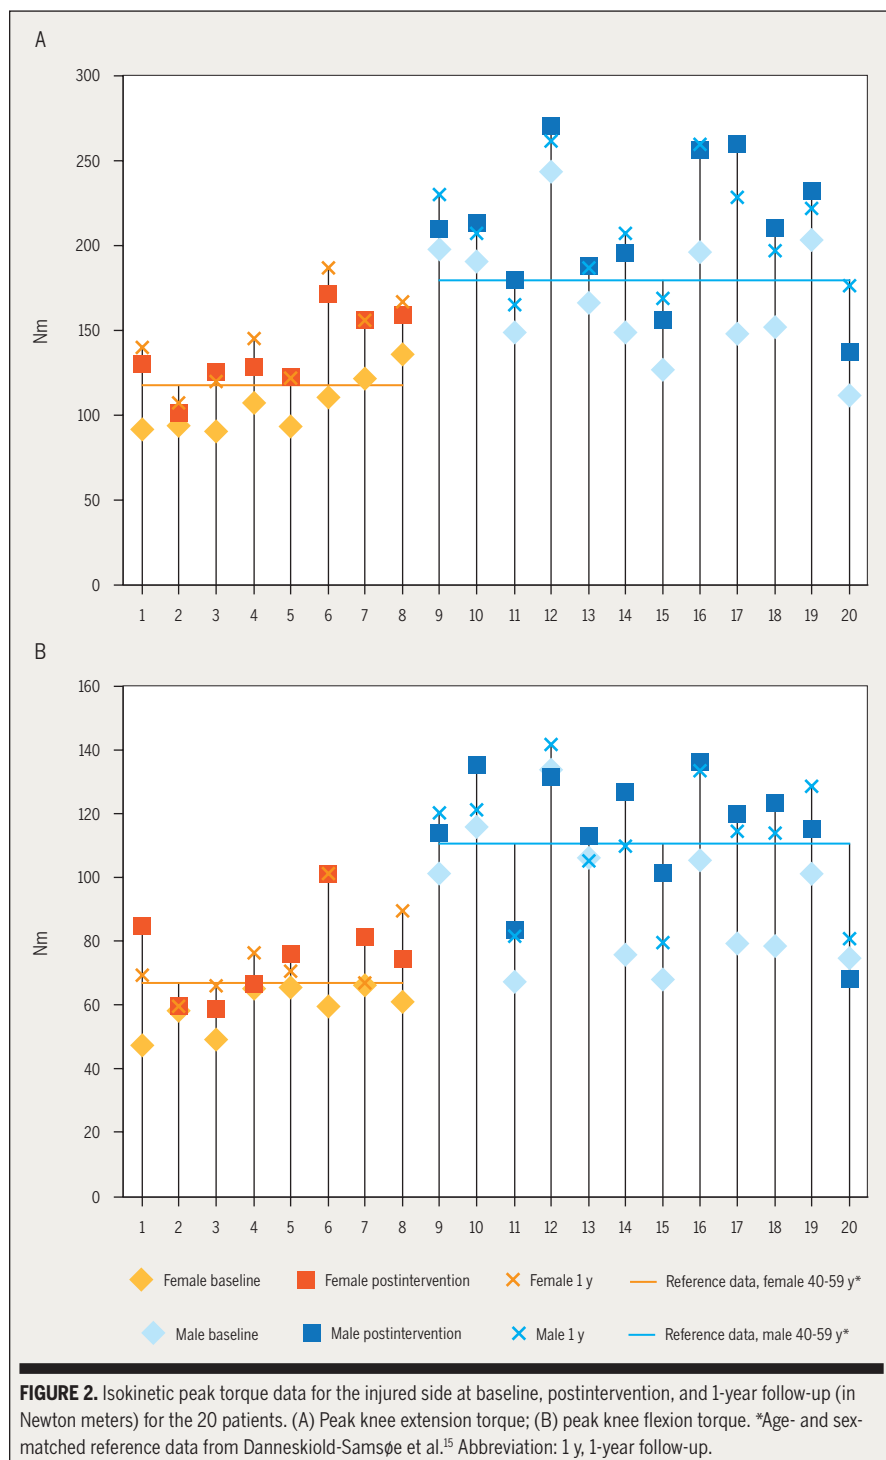 A
300
250
200
150
100
50
0
Nm
1 2 3 4 5 6 7 8 9 10 11 12 13 14 15 16 17 18 19 20
B
160
140
120
100
80
60
40
20
0
Nm
1 2 3 4 5 6 7 8 9 10 11 12 13 14 15 16 17 18 19 20
Female baseline Female postintervention Female 1 y Reference data, female 40-59 y*
Male baseline Male postintervention Male 1 y Reference data, male 40-59 y*
FIGURE 2. Isokinetic peak torque data for the injured side at baseline, postintervention, and 1-year follow-up (in
Newton meters) for the 20 patients. (A) Peak knee extension torque; (B) peak knee flexion torque. *Age- and sex-
matched reference data from Danneskiold-Samsøe et al.15 Abbreviation: 1 y, 1-year follow-up.